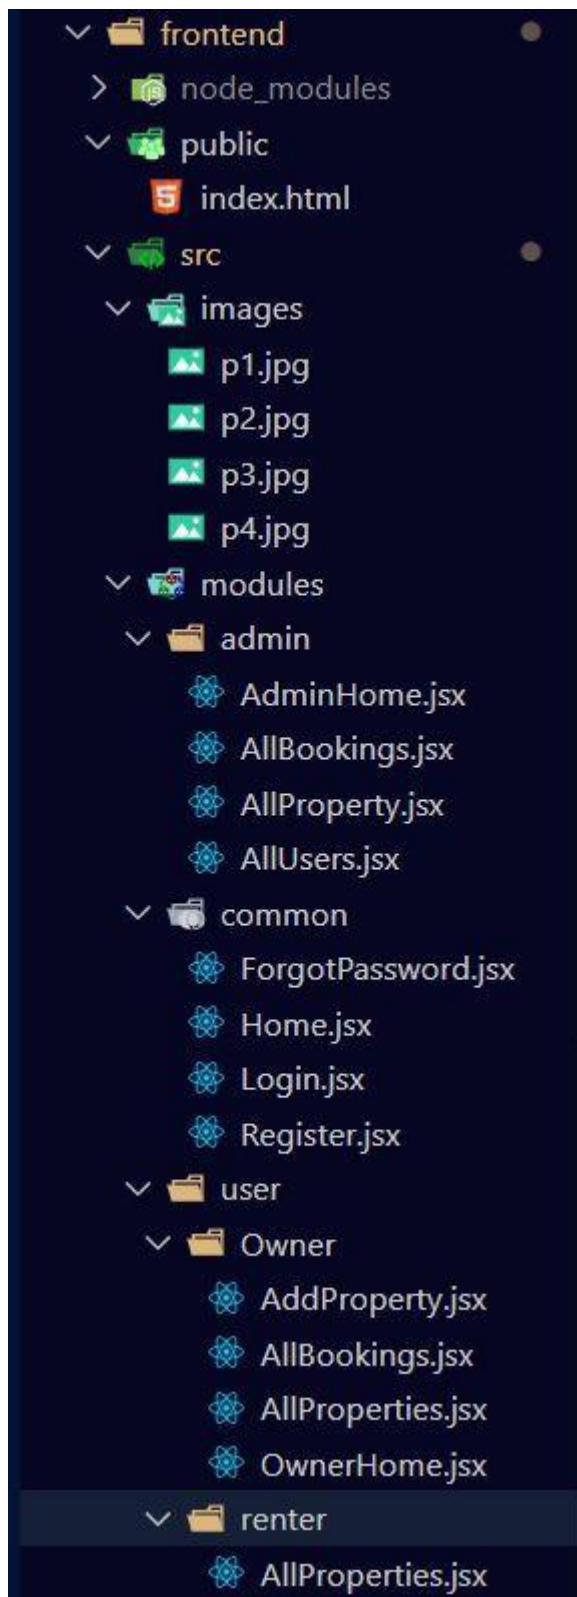 frontend
node_modules
public
index.html
src
images
p1.jpg
p2.jpg
p3.jpg
p4.jpg
modules
admin
AdminHome.jsx
AllBookings.jsx
AllProperty.jsx
AllUsers.jsx
common
ForgotPassword.jsx
Home.jsx
Login.jsx
Register.jsx
user
Owner
AddProperty.jsx
AllBookings.jsx
AllProperties.jsx
OwnerHome.jsx
renter
AllProperties.jsx